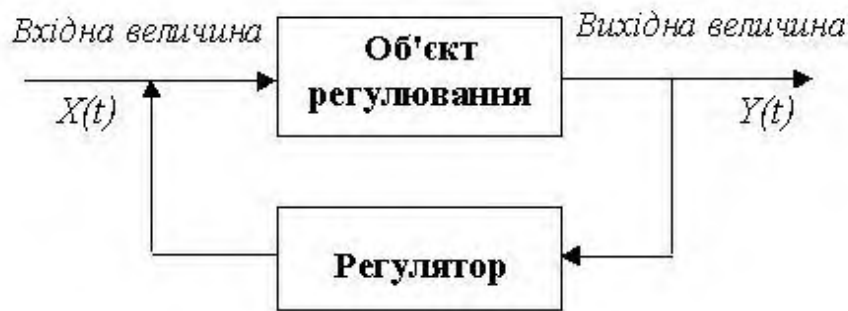 Вхідна величина
Об'єкт
регулювання
Вихідна величина
X(t)
Y(t)
Регулятор